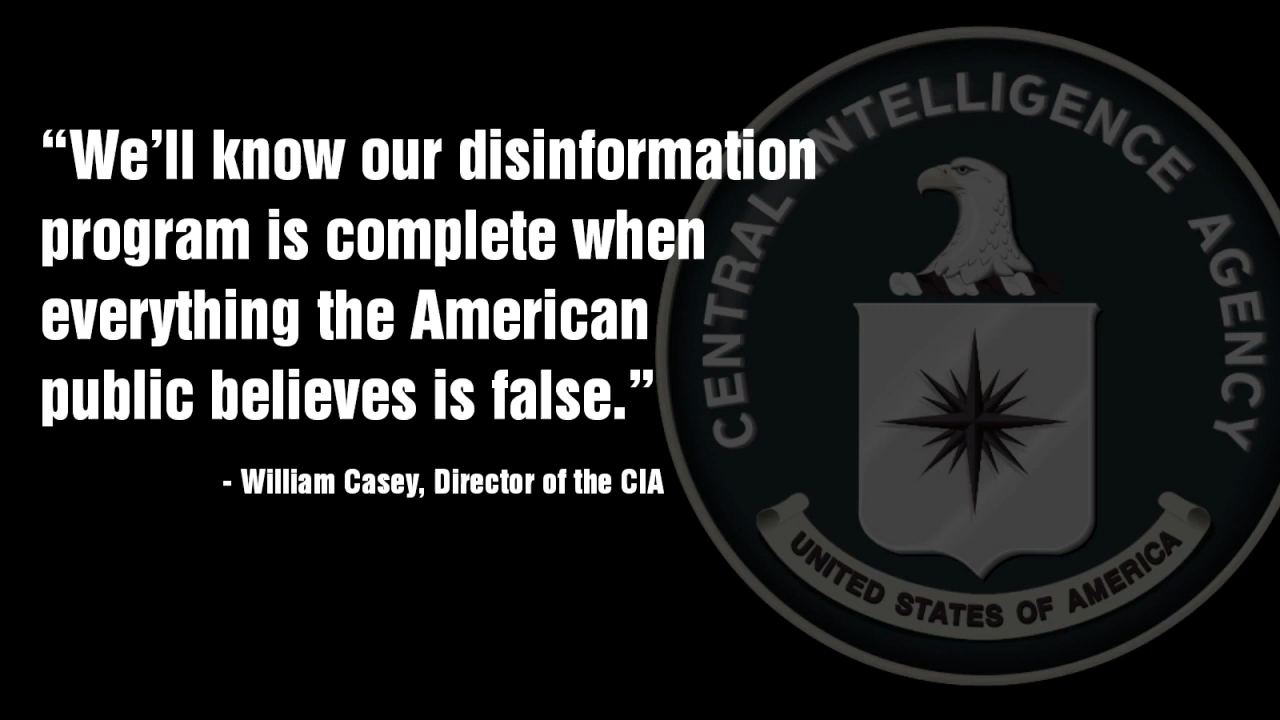 “We’ll know our disinformation
program is complete when
everything the American
public believes is false.”
- William Casey, Director of the CIA
CENTRAL INTELLIGENCE AGENCY
UNITED STATES OF AMERICA